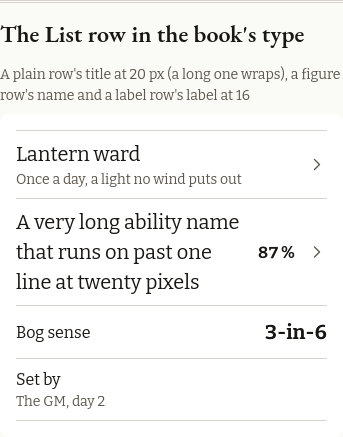 The List row in the book's type
A plain row's title at 20 px (a long one wraps), a figure
row's name and a label row's label at 16
Lantern ward
Once a day, a light no wind puts out
A very long ability name
that runs on past one
line at twenty pixels
87 %
Bog sense
3-in-6
Set by
The GM, day 2